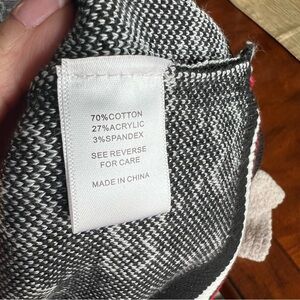 70%COTTON
27%ACRYLIC
3%SPANDEX
SEE REVERSE
FOR CARE
MADE IN CHINA